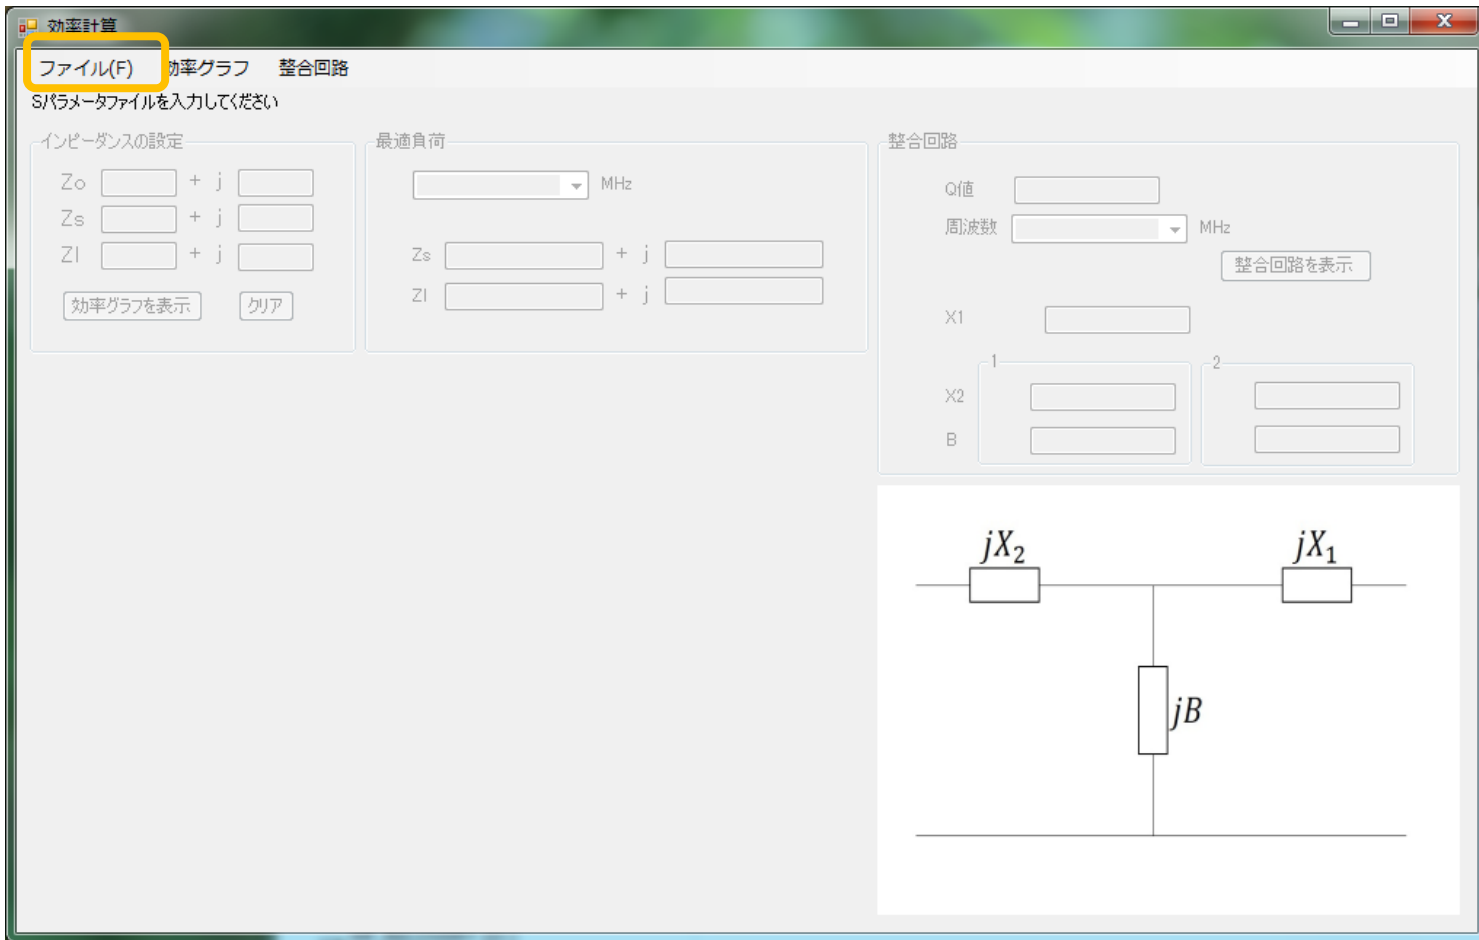 効率計算
ファイル(F) 効率グラフ 整合回路
Sパラメータファイルを入力してください
インピーダンスの設定
Zo + j
Zs + j
Zl + j
効率グラフを表示 クリア
最適負荷
MHz
Zs + j
Zl + j
整合回路
Q値
周波数 MHz
整合回路を表示
X1
1 2
X2
B
jX2 jX1
jB